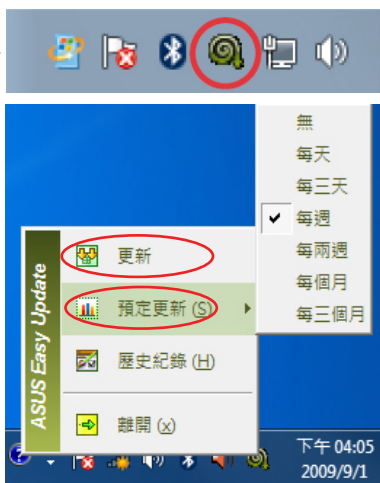 無
每天
每三天
每週
每兩週
每個月
每三個月
ASUS Easy Update
更新
預定更新 (S)
歷史紀錄 (H)
離開 (x)
下午 04:05
2009/9/1